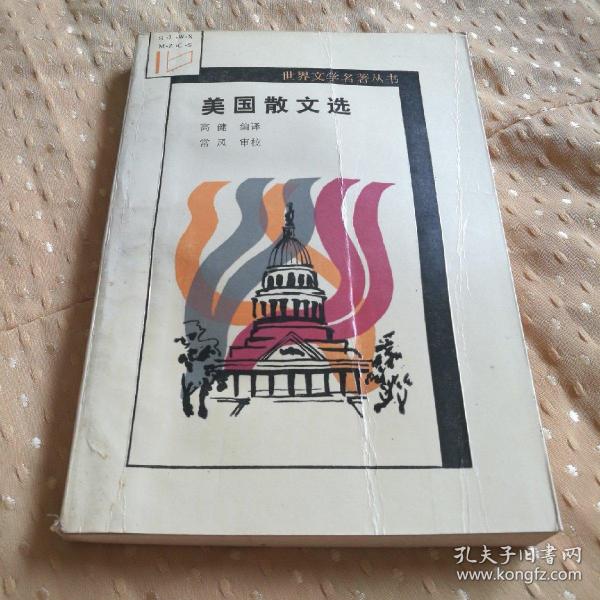 S·J·W·X
M·Z·C·S
世界文学名著丛书
美国散文选
高健 编译
常风 审校
孔夫子旧书网
www.kongfz.com